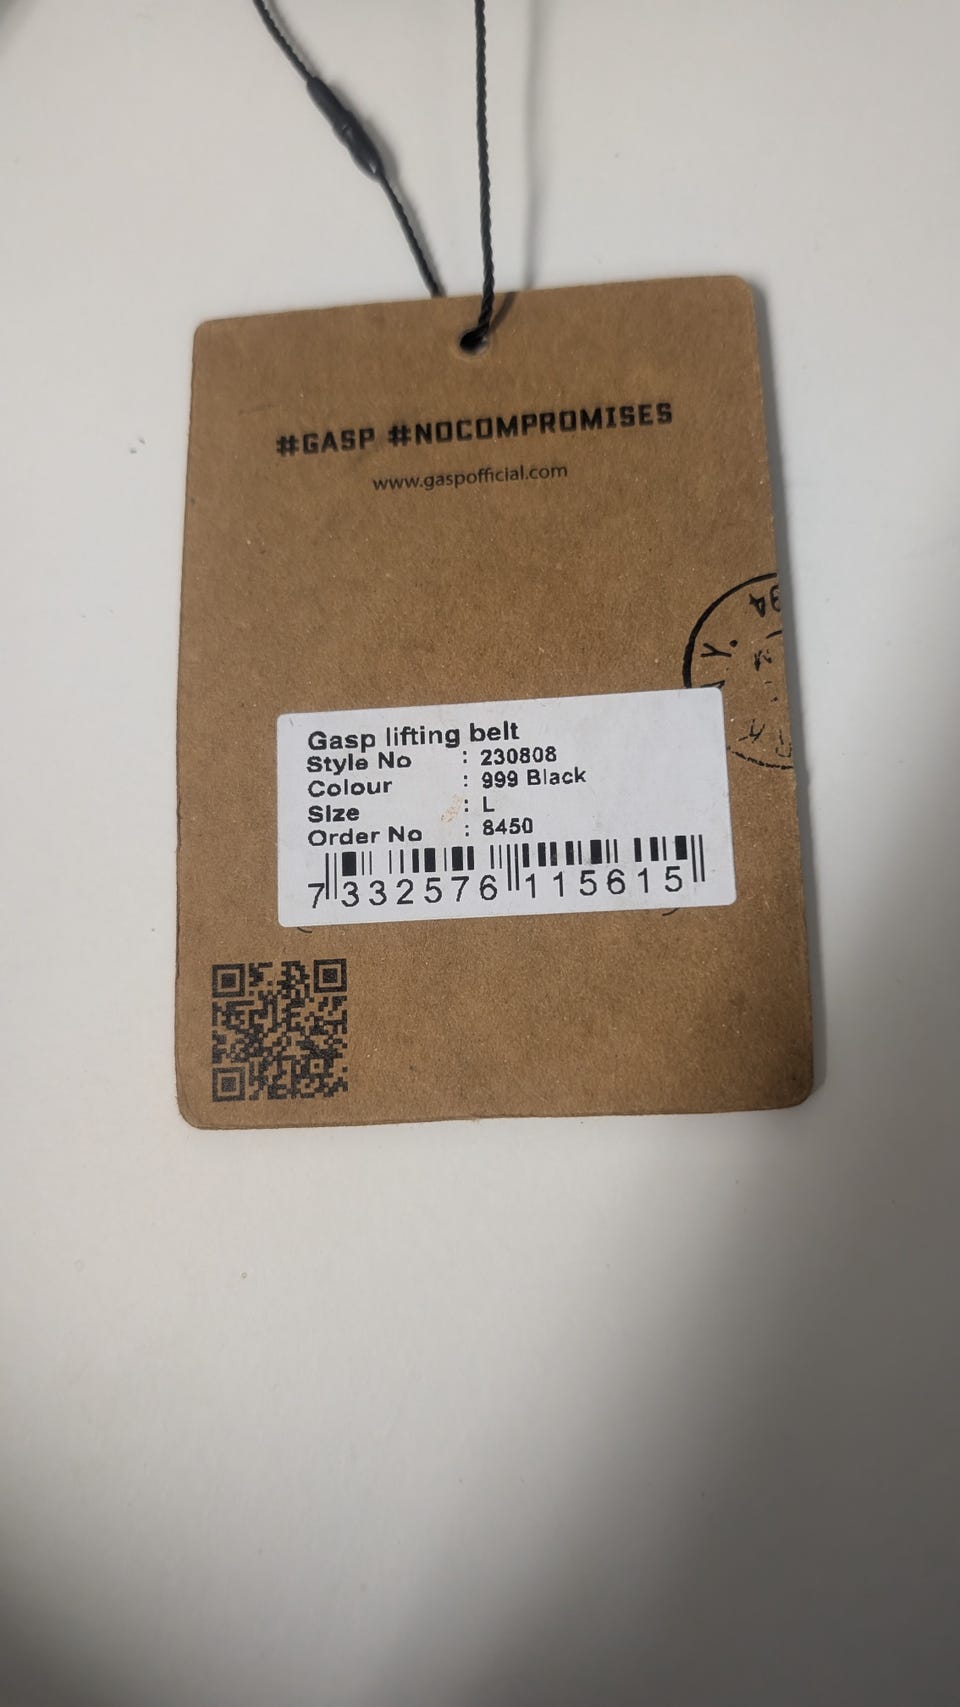 #GASP #NOCOMPROMISES
www.gaspofficial.com
Gasp lifting belt
Style No : 230808
Colour : 999 Black
Size : L
Order No : 8450
7 332576 115615